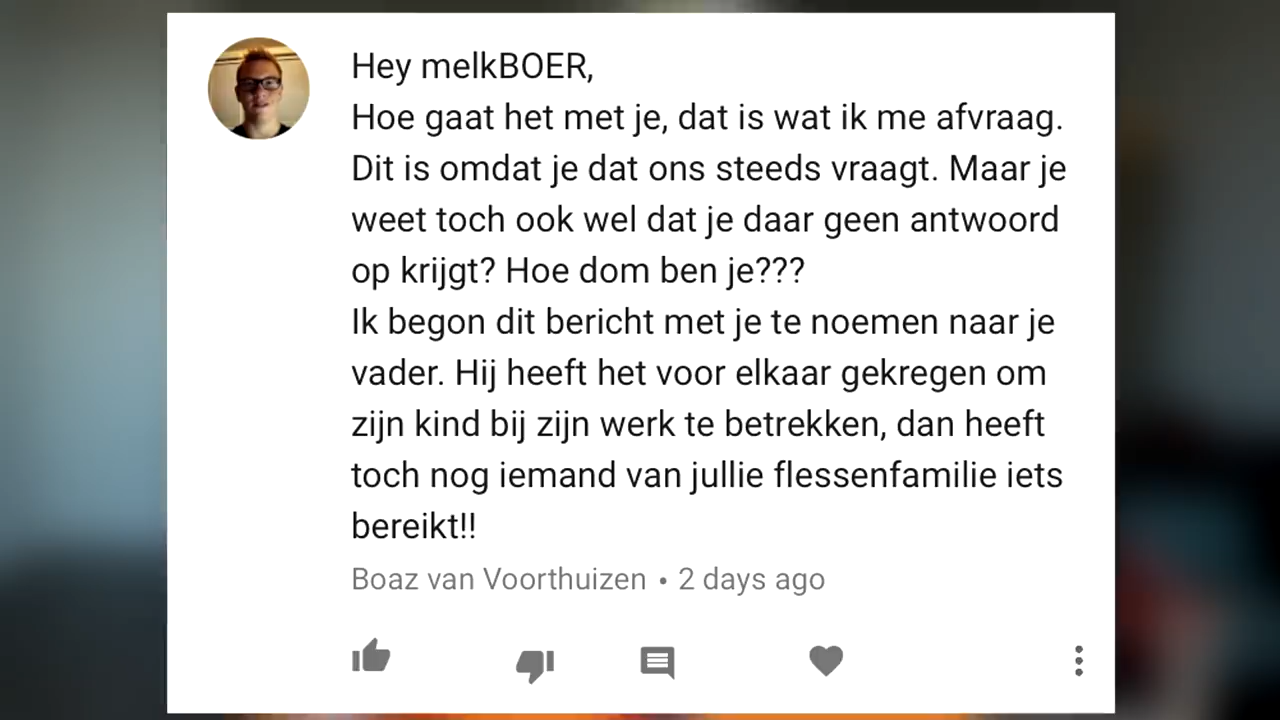 Hey melkBOER,
Hoe gaat het met je, dat is wat ik me afvraag.
Dit is omdat je dat ons steeds vraagt. Maar je
weet toch ook wel dat je daar geen antwoord
op krijgt? Hoe dom ben je???
Ik begon dit bericht met je te noemen naar je
vader. Hij heeft het voor elkaar gekregen om
zijn kind bij zijn werk te betrekken, dan heeft
toch nog iemand van jullie flessenfamilie iets
bereikt!!
Boaz van Voorthuizen • 2 days ago